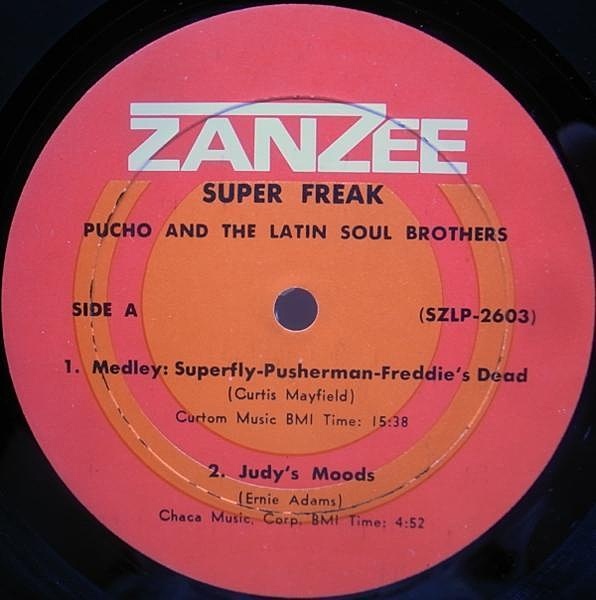 ZANZEE
SUPER FREAK
PUCHO AND THE LATIN SOUL BROTHERS
SIDE A
(SZLP-2603)
1. Medley: Superfly-Pusherman-Freddie's Dead
(Curtis Mayfield)
Curtom Music BMI Time: 15:38
2. Judy's Moods
(Ernie Adams)
Chaca Music, Corp. BMI Time: 4:52